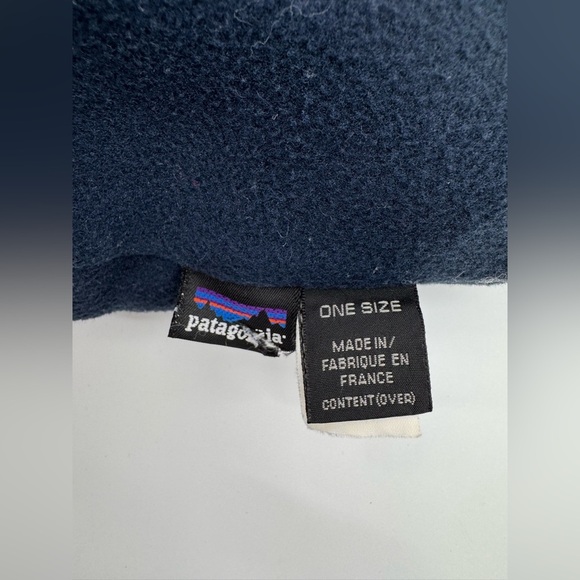 patagonia
ONE SIZE
MADE IN/
FABRIQUE EN
FRANCE
CONTENT(OVER)